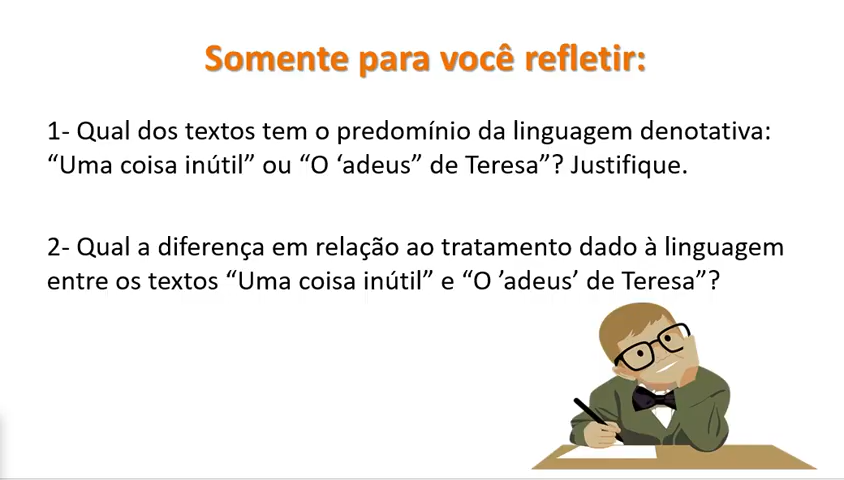 Somente para você refletir:
1- Qual dos textos tem o predomínio da linguagem denotativa:
“Uma coisa inútil” ou “O ‘adeus” de Teresa”? Justifique.
2- Qual a diferença em relação ao tratamento dado à linguagem
entre os textos “Uma coisa inútil” e “O ’adeus’ de Teresa”?